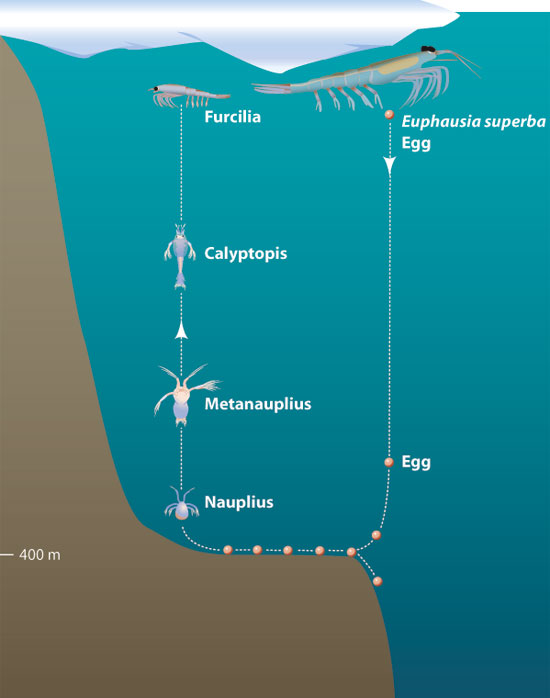 Furcilia
Euphausia superba
Egg
Calyptopis
Metanauplius
Egg
Nauplius
400 m